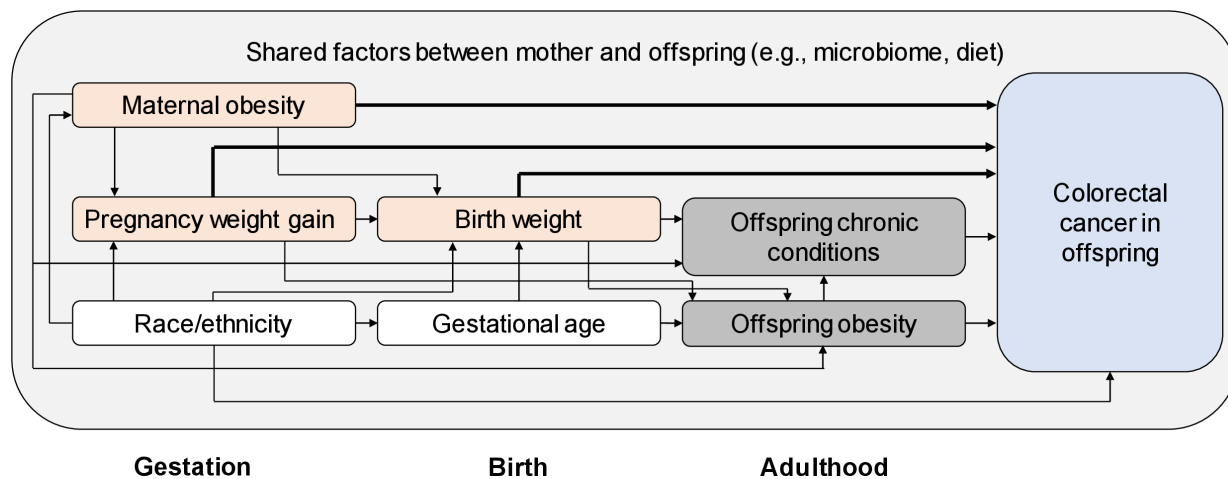 Shared factors between mother and offspring (e.g., microbiome, diet)
Maternal obesity
Pregnancy weight gain
Birth weight
Offspring chronic
conditions
Colorectal
cancer in
offspring
Race/ethnicity
Gestational age
Offspring obesity
Gestation
Birth
Adulthood